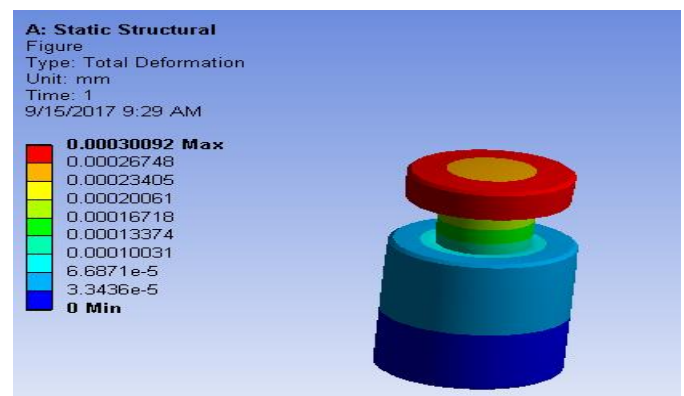 A: Static Structural
Figure
Type: Total Deformation
Unit: mm
Time: 1
9/15/2017 9:29 AM
0.00030092 Max
0.00026748
0.00023405
0.00020061
0.00016718
0.00013374
0.00010031
6.6871e-5
3.3436e-5
0 Min